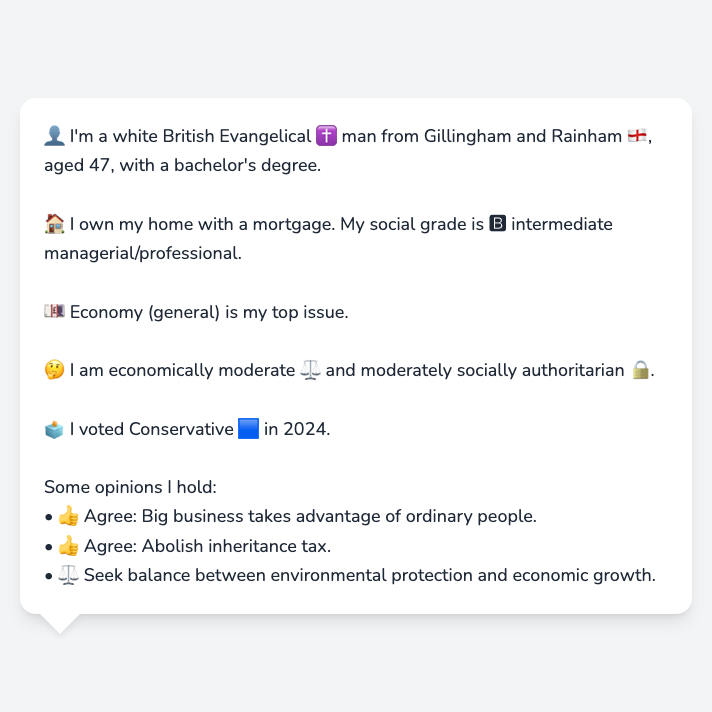 👤 I'm a white British Evangelical ✝️ man from Gillingham and Rainham 🏴󠁧󠁢󠁥󠁮󠁧󠁿,
aged 47, with a bachelor's degree.
🏠 I own my home with a mortgage. My social grade is 🅱 intermediate
managerial/professional.
💷 Economy (general) is my top issue.
🤔 I am economically moderate ⚖️ and moderately socially authoritarian 🔒.
🗳️ I voted Conservative 🟦 in 2024.
Some opinions I hold:
• 👍 Agree: Big business takes advantage of ordinary people.
• 👍 Agree: Abolish inheritance tax.
• ⚖️ Seek balance between environmental protection and economic growth.